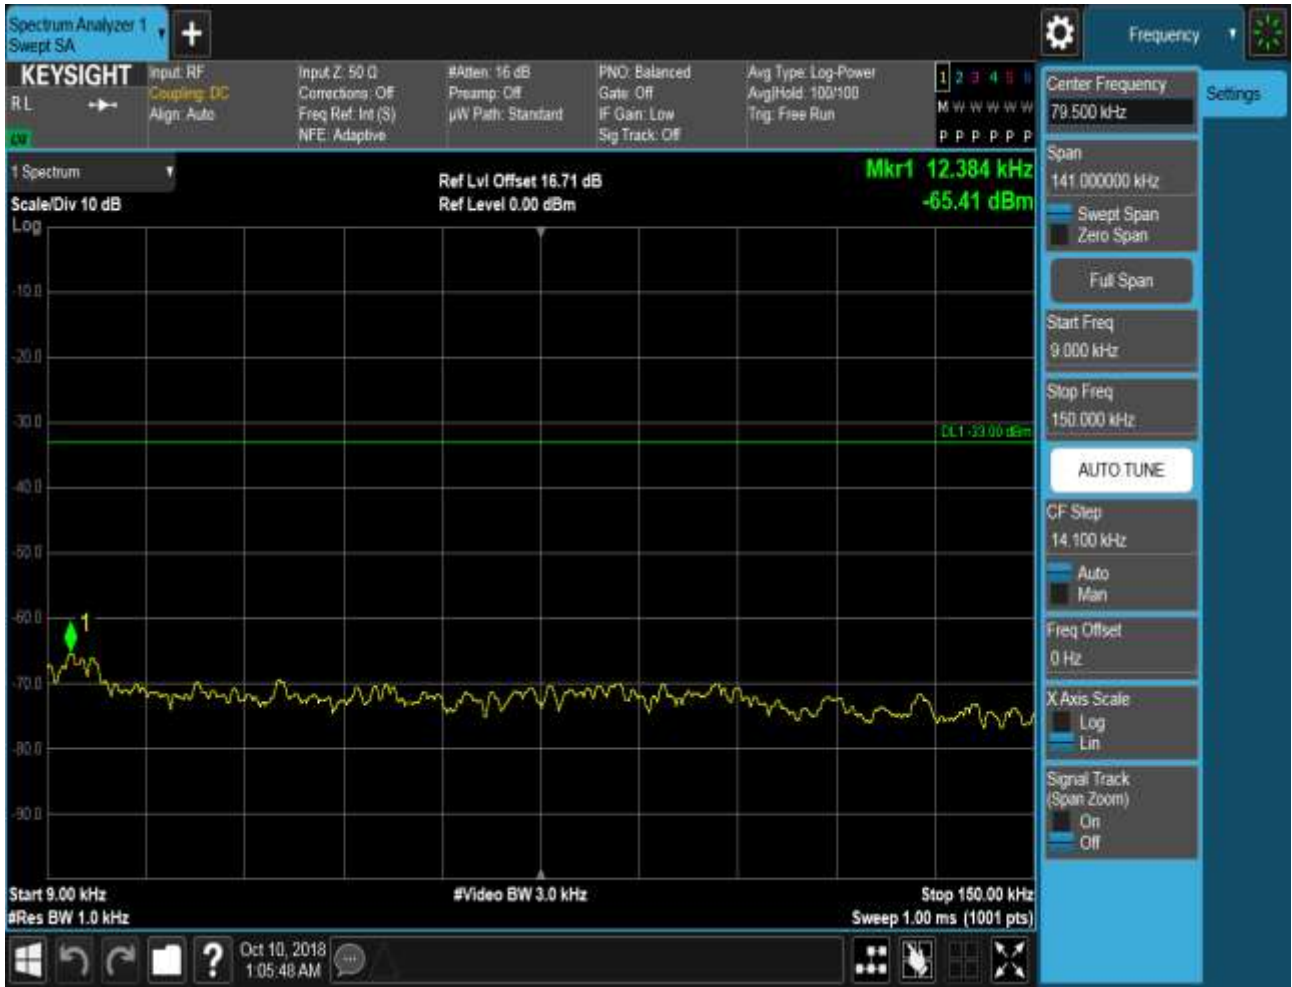 Spectrum Analyzer 1
Swept SA
+
Frequency
KEYSIGHT
RL
LXI
Input: RF
Coupling: DC
Align: Auto
Input Z: 50 Ω
Corrections: Off
Freq Ref: Int (S)
NFE: Adaptive
#Atten: 16 dB
Preamp: Off
µW Path: Standard
PNO: Balanced
Gate: Off
IF Gain: Low
Sig Track: Off
Avg Type: Log-Power
Avg|Hold: 100/100
Trig: Free Run
1 2 3 4 5 6
M W W W W W
P P P P P P
1 Spectrum
Scale/Div 10 dB
Ref Lvl Offset 16.71 dB
Ref Level 0.00 dBm
Mkr1 12.384 kHz
-65.41 dBm
Log
-10.0
-20.0
-30.0
DL1 -33.00 dBm
-40.0
-50.0
-60.0
1
-70.0
-80.0
-90.0
Start 9.00 kHz
#Video BW 3.0 kHz
Stop 150.00 kHz
#Res BW 1.0 kHz
Sweep 1.00 ms (1001 pts)
?
Oct 10, 2018
1:05:48 AM
Center Frequency
79.500 kHz
Settings
Span
141.000000 kHz
Swept Span
Zero Span
Full Span
Start Freq
9.000 kHz
Stop Freq
150.000 kHz
AUTO TUNE
CF Step
14.100 kHz
Auto
Man
Freq Offset
0 Hz
X Axis Scale
Log
Lin
Signal Track
(Span Zoom)
On
Off